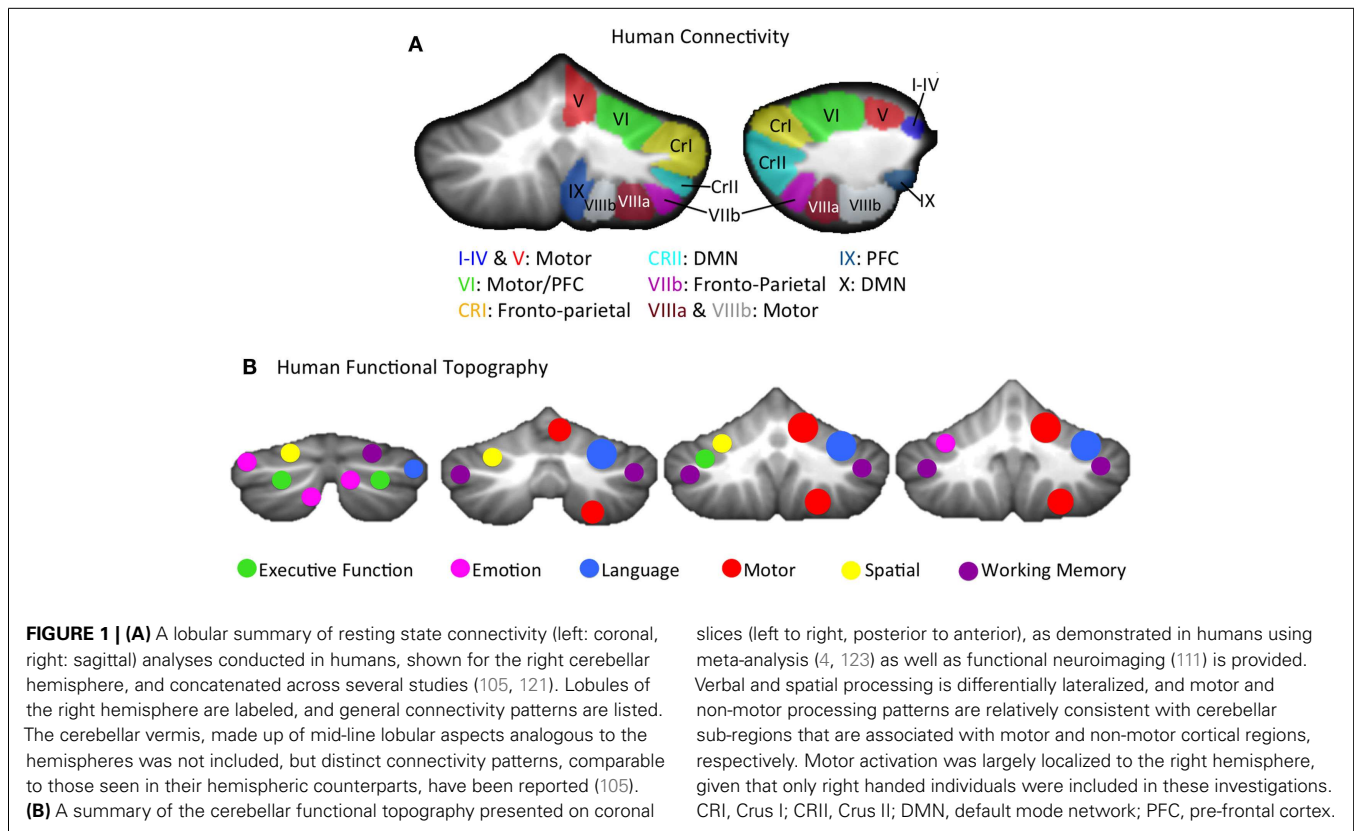 A
Human Connectivity
I-IV
V
VI
CrI
CrII
VIIb
IX
VIIIb
VIIIa
CrI
VI
V
CrII
VIIIa
VIIIb
IX
I-IV & V: Motor
VI: Motor/PFC
CRI: Fronto-parietal
CRII: DMN
VIIb: Fronto-Parietal
VIIIa & VIIIb: Motor
IX: PFC
X: DMN
B Human Functional Topography
Executive Function
Emotion
Language
Motor
Spatial
Working Memory
FIGURE 1 | (A) A lobular summary of resting state connectivity (left: coronal,
right: sagittal) analyses conducted in humans, shown for the right cerebellar
hemisphere, and concatenated across several studies (105, 121). Lobules of
the right hemisphere are labeled, and general connectivity patterns are listed.
The cerebellar vermis, made up of mid-line lobular aspects analogous to the
hemispheres was not included, but distinct connectivity patterns, comparable
to those seen in their hemispheric counterparts, have been reported (105).
(B) A summary of the cerebellar functional topography presented on coronal
slices (left to right, posterior to anterior), as demonstrated in humans using
meta-analysis (4, 123) as well as functional neuroimaging (111) is provided.
Verbal and spatial processing is differentially lateralized, and motor and
non-motor processing patterns are relatively consistent with cerebellar
sub-regions that are associated with motor and non-motor cortical regions,
respectively. Motor activation was largely localized to the right hemisphere,
given that only right handed individuals were included in these investigations.
CRI, Crus I; CRII, Crus II; DMN, default mode network; PFC, pre-frontal cortex.